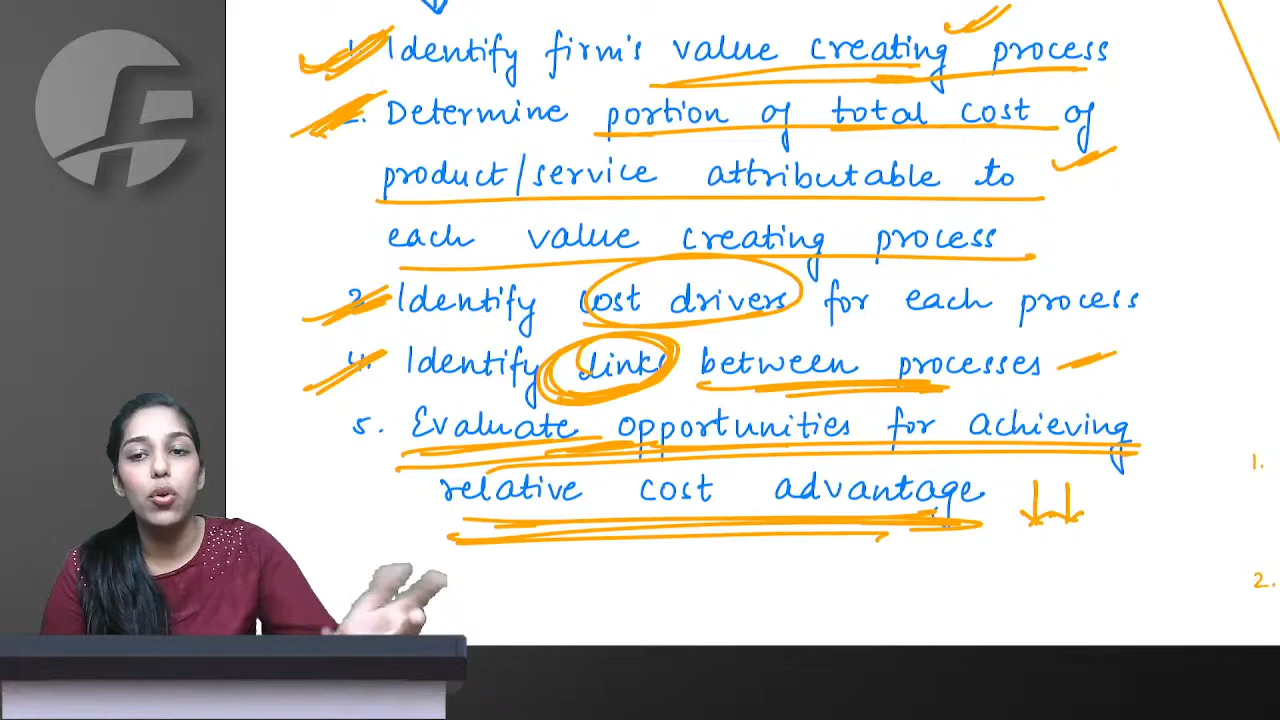 1. Identify firm's value creating process
2. Determine portion of total cost of
product/service attributable to
each value creating process
3. Identify cost drivers for each process
4. Identify links between processes
5. Evaluate opportunities for achieving
relative cost advantage
1.
2.